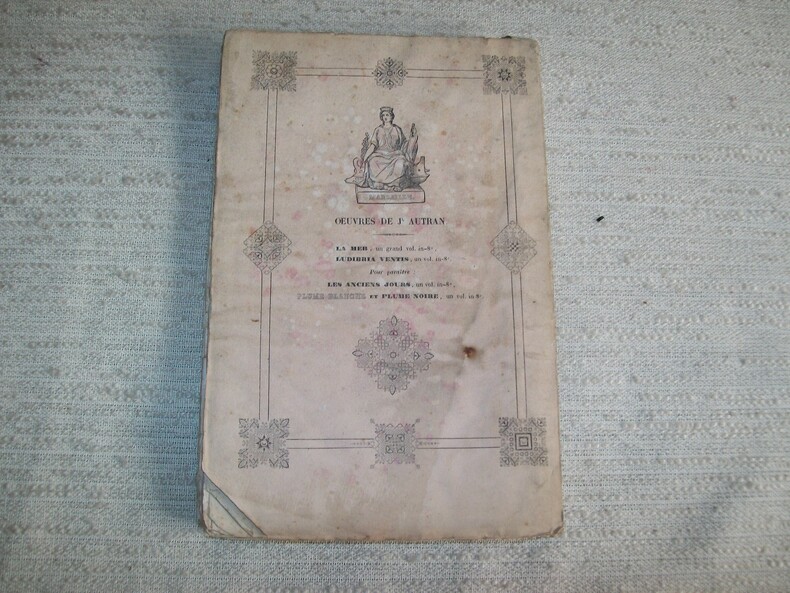 MARSEILLE.
OEUVRES DE Jh AUTRAN
LA MER, un grand vol. in-8°,
LUDIBRIA VENTIS, un vol. in-8°.
Pour paraître
LES ANCIENS JOURS, un vol. in-8°,
PLUME BLANCHE ET PLUME NOIRE, un vol. in-8°